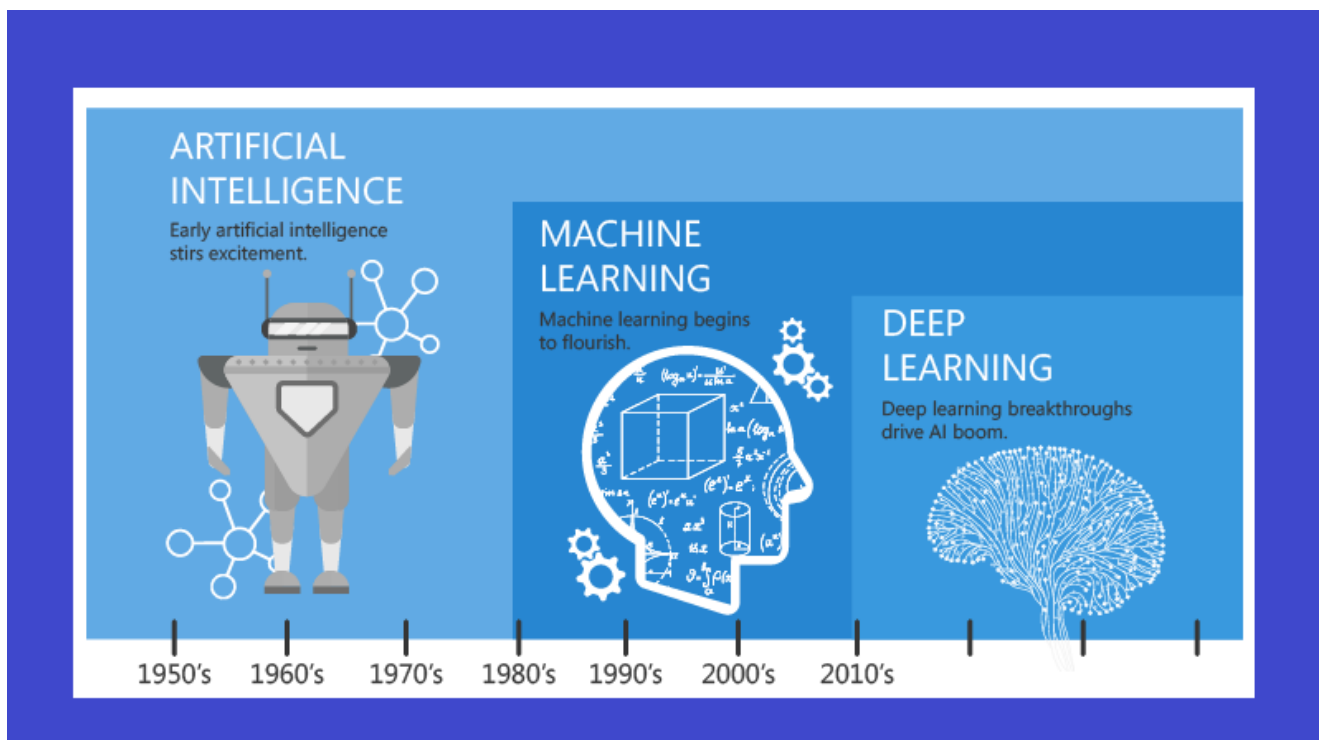 ARTIFICIAL
INTELLIGENCE
Early artificial intelligence
stirs excitement.
MACHINE
LEARNING
Machine learning begins
to flourish.
DEEP
LEARNING
Deep learning breakthroughs
drive AI boom.
1950's 1960's 1970's 1980's 1990's 2000's 2010's